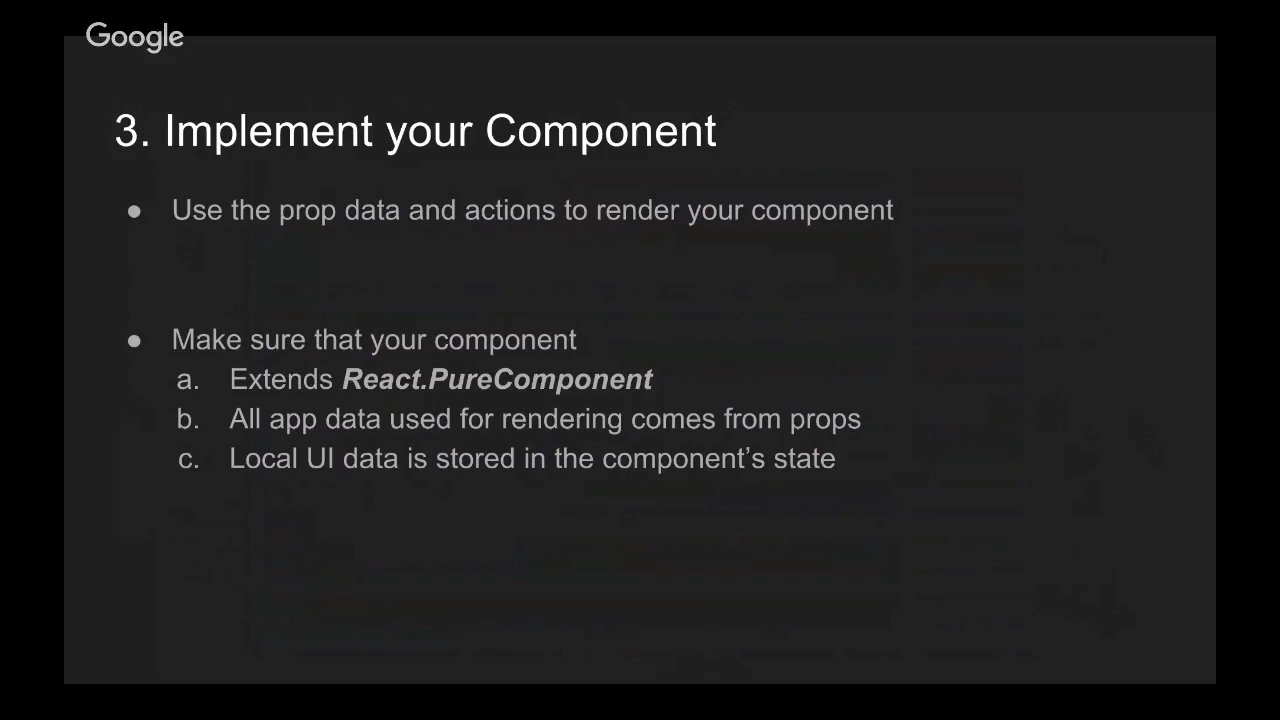 Google
3. Implement your Component
● Use the prop data and actions to render your component
● Make sure that your component
a. Extends React.PureComponent
b. All app data used for rendering comes from props
c. Local UI data is stored in the component’s state